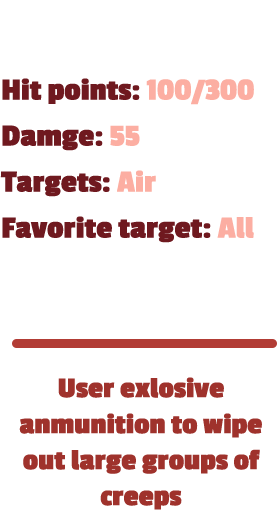 Hit points: 100/300
Damge: 55
Targets: Air
Favorite target: All
User exlosive
anmunition to wipe
out large groups of
creeps